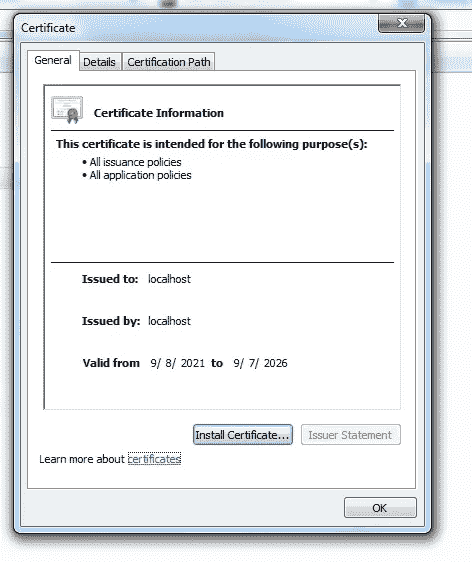 Certificate
General
Details
Certification Path
Certificate Information
This certificate is intended for the following purpose(s):
• All issuance policies
• All application policies
Issued to: localhost
Issued by: localhost
Valid from 9/ 8/ 2021 to 9/ 7/ 2026
Install Certificate...
Issuer Statement
Learn more about certificates
OK